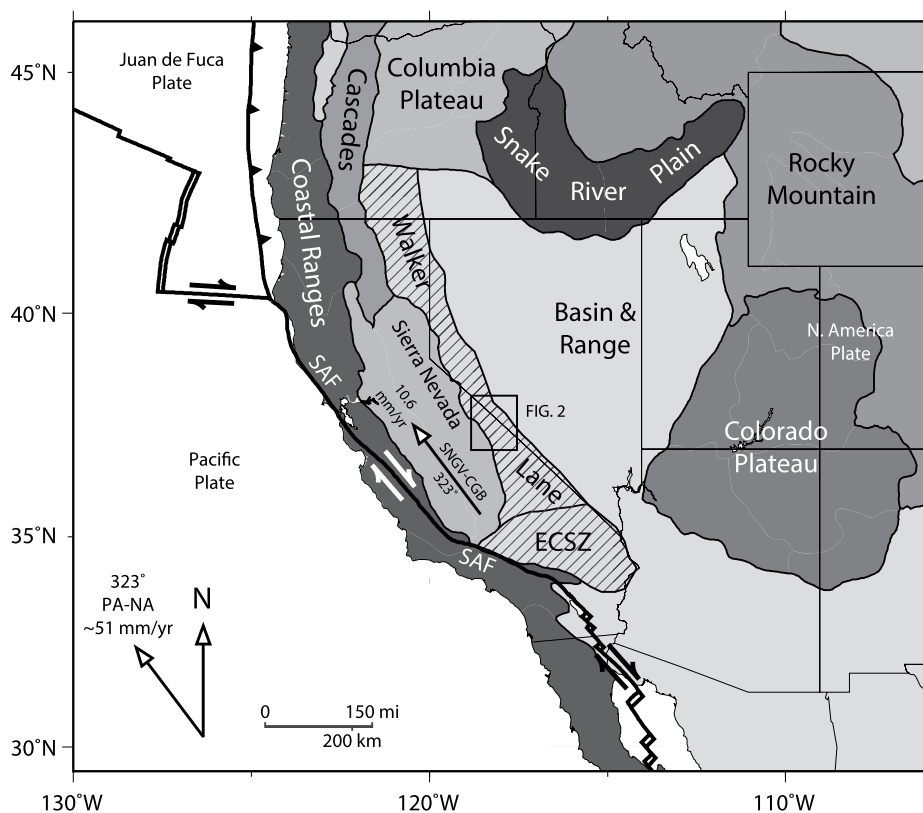 45˚N
40˚N
35˚N
30˚N
130˚W
120˚W
110˚W
Juan de Fuca
Plate
Cascades
Columbia
Plateau
Snake
River
Plain
Rocky
Mountain
Coastal Ranges
Walker
Lane
Basin &
Range
N. America
Plate
Sierra Nevada
10.6
mm/yr
SNGV-CGB
323˚
FIG. 2
SAF
Colorado
Plateau
Pacific
Plate
ECSZ
SAF
323˚
PA-NA
~51 mm/yr
N
0
150 mi
200 km